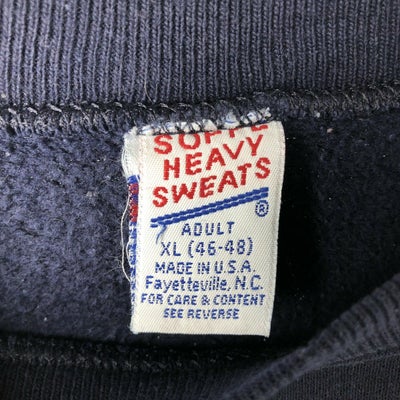 SOFFE
HEAVY
SWEATS
®
ADULT
XL (46-48)
MADE IN U.S.A.
Fayetteville, N.C.
FOR CARE & CONTENT
SEE REVERSE